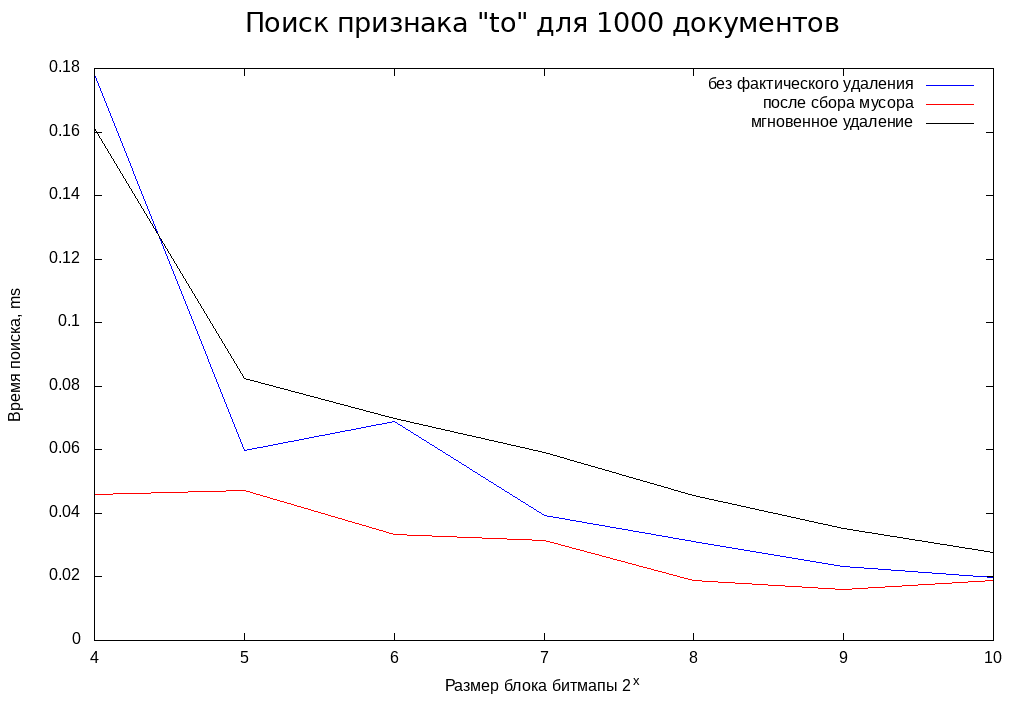 Поиск признака "to" для 1000 документов
без фактического удаления
после сбора мусора
мгновенное удаление
Время поиска, ms
0.18
0.16
0.14
0.12
0.1
0.08
0.06
0.04
0.02
0
4 5 6 7 8 9 10
Размер блока битмапы 2^x